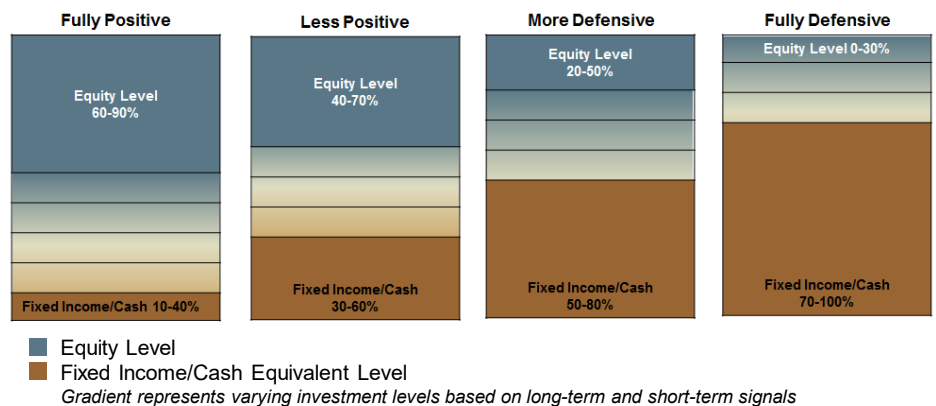 Fully Positive
Less Positive
More Defensive
Fully Defensive
Equity Level
60-90%
Fixed Income/Cash 10-40%
Equity Level
40-70%
Fixed Income/Cash
30-60%
Equity Level
20-50%
Fixed Income/Cash
50-80%
Equity Level 0-30%
Fixed Income/Cash
70-100%
Equity Level
Fixed Income/Cash Equivalent Level
Gradient represents varying investment levels based on long-term and short-term signals